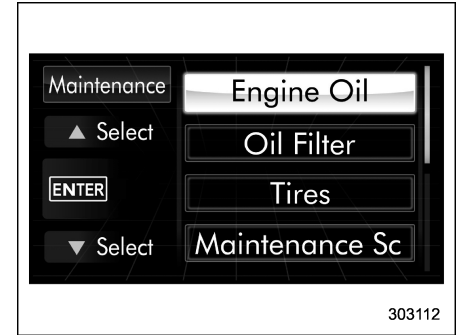 Maintenance
Engine Oil
▲ Select
Oil Filter
ENTER
Tires
▼ Select
Maintenance Sc
303112